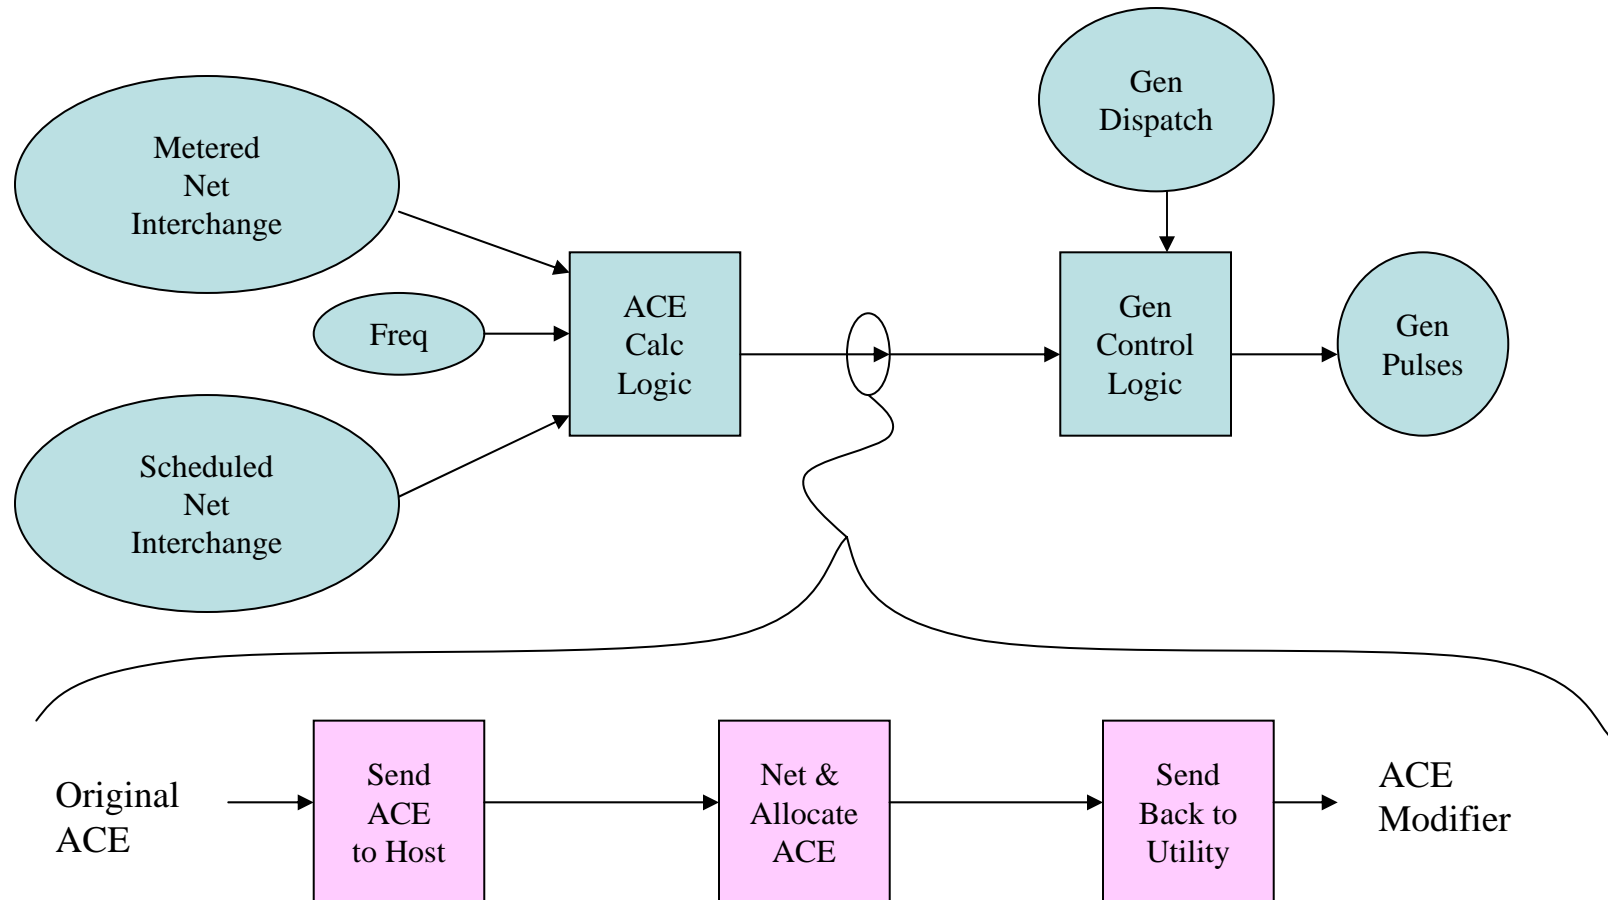 Metered
Net
Interchange
Freq
Scheduled
Net
Interchange
ACE
Calc
Logic
Gen
Dispatch
Gen
Control
Logic
Gen
Pulses
Original
ACE
Send
ACE
to Host
Net &
Allocate
ACE
Send
Back to
Utility
ACE
Modifier